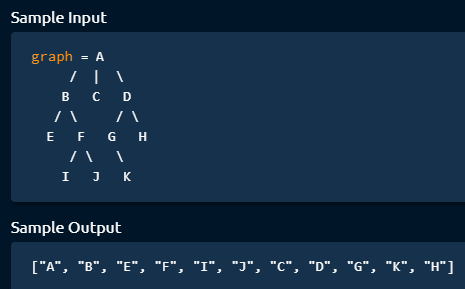 Sample Input
graph = A
     /  |  \
    B   C   D
   / \     / \
  E   F   G   H
     / \   \
    I   J   K
Sample Output
["A", "B", "E", "F", "I", "J", "C", "D", "G", "K", "H"]